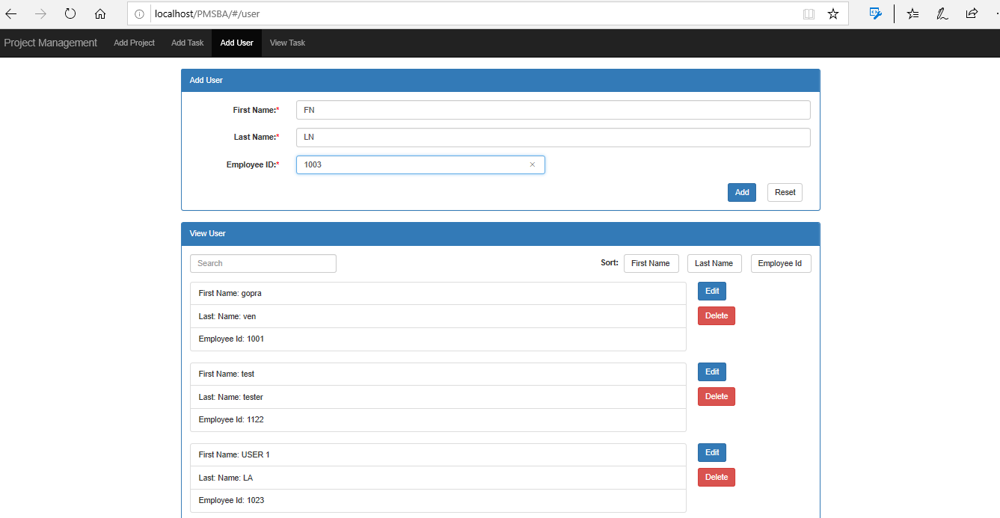 localhost/PMSBA/#/user
Project Management Add Project Add Task Add User View Task
Add User
First Name:* FN
Last Name:* LN
Employee ID:* 1003
Add Reset
View User
Search Sort: First Name Last Name Employee Id
First Name: gopra Edit
Last: Name: ven Delete
Employee Id: 1001
First Name: test Edit
Last: Name: tester Delete
Employee Id: 1122
First Name: USER 1 Edit
Last: Name: LA Delete
Employee Id: 1023